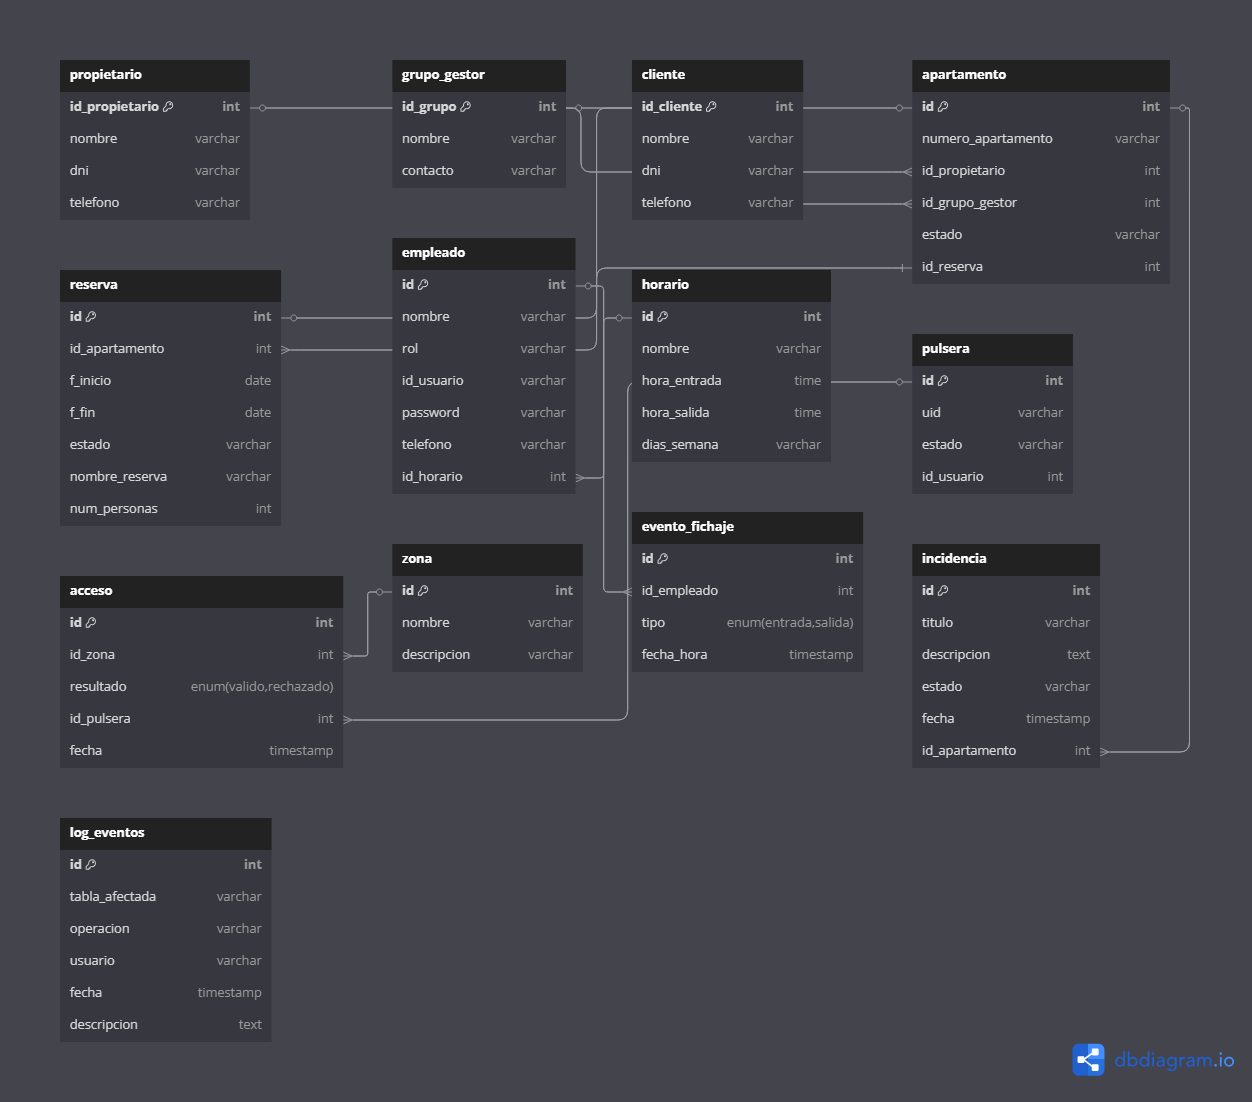 propietario
id_propietario int
nombre varchar
dni varchar
telefono varchar
grupo_gestor
id_grupo int
nombre varchar
contacto varchar
cliente
id_cliente int
nombre varchar
dni varchar
telefono varchar
apartamento
id int
numero_apartamento varchar
id_propietario int
id_grupo_gestor int
estado varchar
id_reserva int
reserva
id int
id_apartamento int
f_inicio date
f_fin date
estado varchar
nombre_reserva varchar
num_personas int
empleado
id int
nombre varchar
rol varchar
id_usuario varchar
password varchar
telefono varchar
id_horario int
horario
id int
nombre varchar
hora_entrada time
hora_salida time
dias_semana varchar
pulsera
id int
uid varchar
estado varchar
id_usuario int
acceso
id int
id_zona int
resultado enum(valido,rechazado)
id_pulsera int
fecha timestamp
zona
id int
nombre varchar
descripcion varchar
evento_fichaje
id int
id_empleado int
tipo enum(entrada,salida)
fecha_hora timestamp
incidencia
id int
titulo varchar
descripcion text
estado varchar
fecha timestamp
id_apartamento int
log_eventos
id int
tabla_afectada varchar
operacion varchar
usuario varchar
fecha timestamp
descripcion text
dbdiagram.io